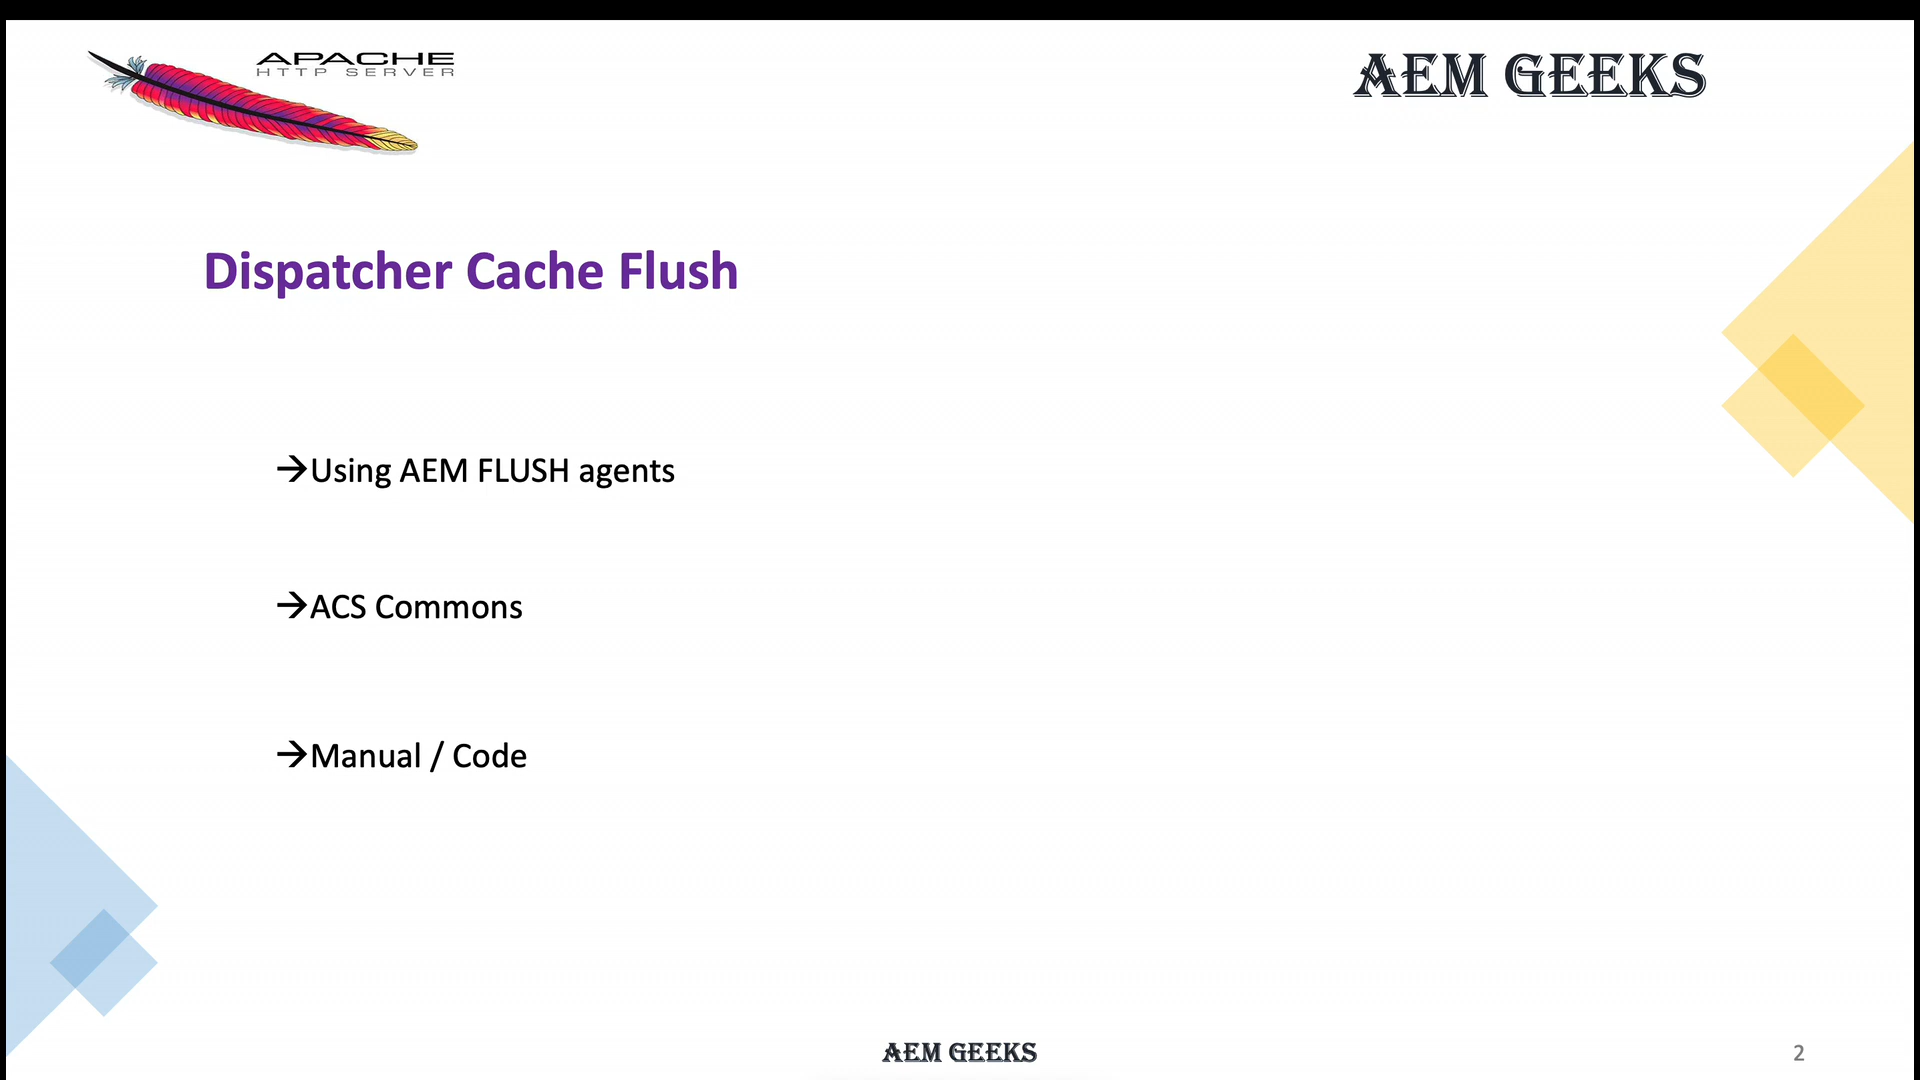 APACHE
HTTP SERVER
AEM GEEKS
Dispatcher Cache Flush
→Using AEM FLUSH agents
→ACS Commons
→Manual / Code
AEM GEEKS
2